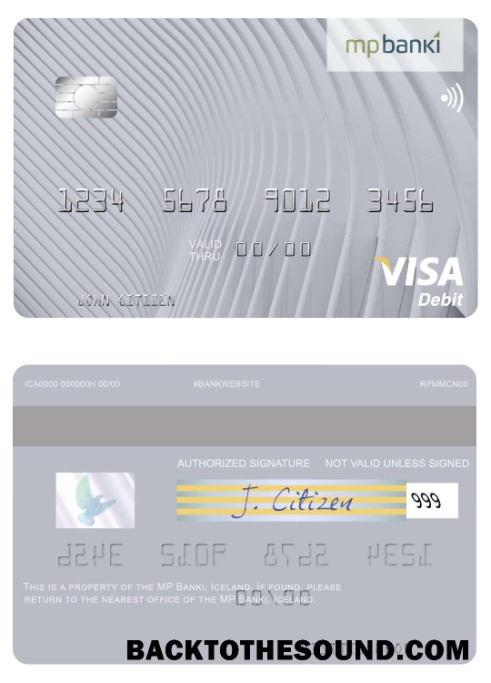 mpbanki
1234 5678 9012 3456
VALID
THRU 00/00
JOHN CITIZEN
VISA
Debit
ICA0000 000000H 00/00 #BANKWEBSITE RPMMCN00
AUTHORIZED SIGNATURE NOT VALID UNLESS SIGNED
J. Citizen 999
THIS IS A PROPERTY OF THE MP BANKI, ICELAND. IF FOUND, PLEASE
RETURN TO THE NEAREST OFFICE OF THE MP BANKI, ICELAND.
BACKTOTHESOUND.COM